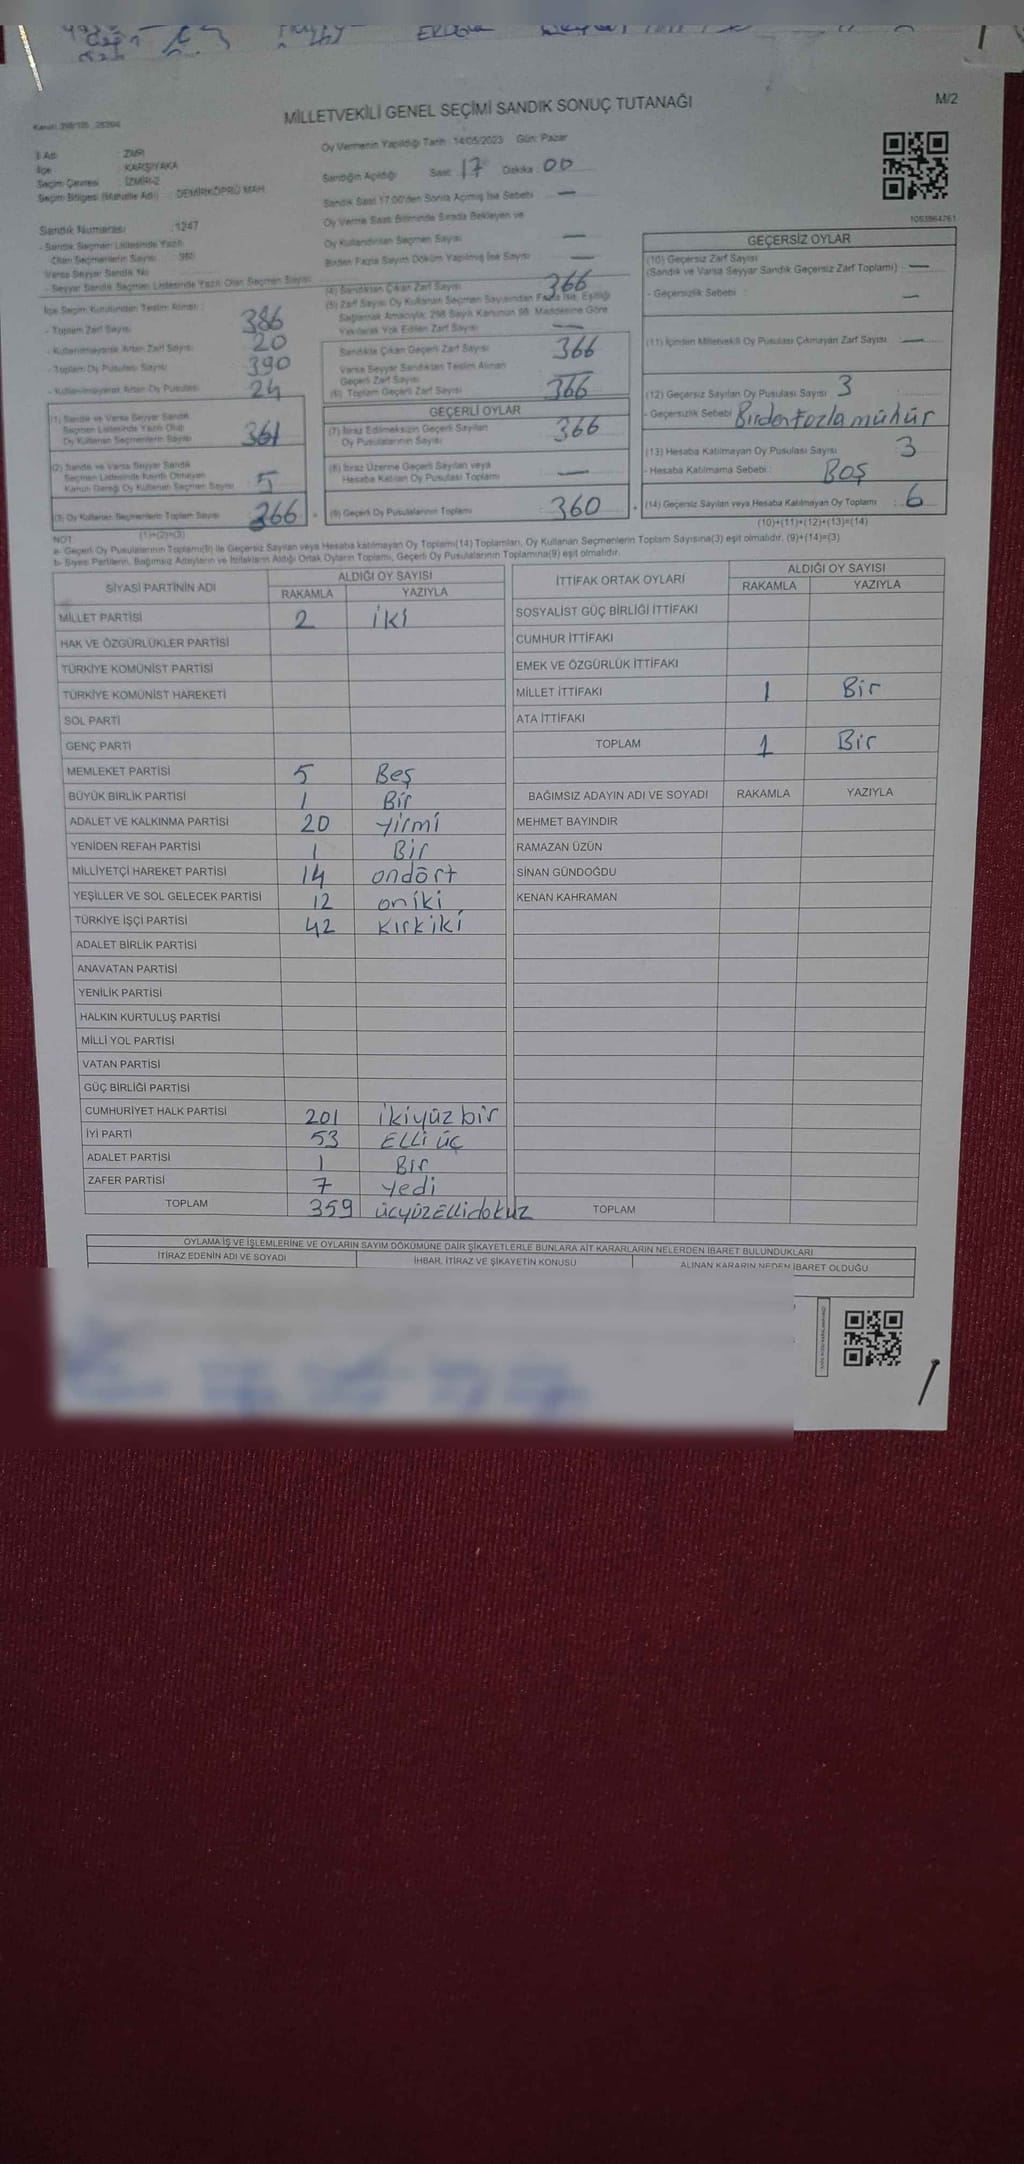 ERDOĞAN
M/2
MİLLETVEKİLİ GENEL SEÇİMİ SANDIK SONUÇ TUTANAĞI
Oy Vermenin Yapıldığı Tarih : 14/05/2023 Gün: Pazar
İl Adı : İZMİR
İlçe : KARŞIYAKA
Seçim Çevresi : İZMİR-2
Seçim Bölgesi (Mahalle Adı) : DEMİRKÖPRÜ MAH.
Sandık Numarası : 1247
- Sandık Seçmen Listesinde Yazılı
Olan Seçmenlerin Sayısı : 380
Varsa Seyyar Sandık No
- Seyyar Sandık Seçmen Listesinde Yazılı Olan Seçmen Sayısı:
Sandığın Açıldığı Saat: 17 Dakika : 00
Sandık Saat 17:00'den Sonra Açılmış İse Sebebi : —
Oy Verme Saati Bitiminde Sırada Bekleyen ve
Oy Kullandırılan Seçmen Sayısı —
Birden Fazla Sayım Döküm Yapılmış İse Sayısı —
1053864761
İlçe Seçim Kurulundan Teslim Alınan :
- Toplam Zarf Sayısı 386
- Kullanılmayarak Artan Zarf Sayısı 20
- Toplam Oy Pusulası Sayısı 390
- Kullanılmayarak Artan Oy Pusulası 24
(1) Sandık ve Varsa Seyyar Sandık
Seçmen Listesinde Yazılı Olup
Oy Kullanan Seçmenlerin Sayısı 361
(2) Sandık ve Varsa Seyyar Sandık
Seçmen Listesinde Kayıtlı Olmayan
Kanun Gereği Oy Kullanan Seçmen Sayısı 5
(3) Oy Kullanan Seçmenlerin Toplam Sayısı 366
(1)+(2)=(3)
(4) Sandıktan Çıkan Zarf Sayısı 366
(5) Zarf Sayısı Oy Kullanan Seçmen Sayısından Fazla İse, Eşitliği
Sağlamak Amacıyla; 298 Sayılı Kanunun 98. Maddesine Göre
Yakılarak Yok Edilen Zarf Sayısı —
Sandıkta Çıkan Geçerli Zarf Sayısı 366
Varsa Seyyar Sandıktan Teslim Alınan
Geçerli Zarf Sayısı —
(6) Toplam Geçerli Zarf Sayısı 366
GEÇERLİ OYLAR
(7) İtiraz Edilmeksizin Geçerli Sayılan
Oy Pusulalarının Sayısı : 366
(8) İtiraz Üzerine Geçerli Sayılan veya
Hesaba Katılan Oy Pusulası Toplamı —
(9) Geçerli Oy Pusulalarının Toplamı : 360
GEÇERSİZ OYLAR
(10) Geçersiz Zarf Sayısı
(Sandık ve Varsa Seyyar Sandık Geçersiz Zarf Toplamı) : —
- Geçersizlik Sebebi : —
(11) İçinden Milletvekili Oy Pusulası Çıkmayan Zarf Sayısı : —
(12) Geçersiz Sayılan Oy Pusulası Sayısı : 3
- Geçersizlik Sebebi : Birden fazla mühür
(13) Hesaba Katılmayan Oy Pusulası Sayısı : 3
- Hesaba Katılmama Sebebi : BOŞ
(14) Geçersiz Sayılan veya Hesaba Katılmayan Oy Toplamı : 6
(10)+(11)+(12)+(13)=(14)
NOT:
a- Geçerli Oy Pusulalarının Toplamı(9) ile Geçersiz Sayılan veya Hesaba katılmayan Oy Toplamı(14) Toplamları, Oy Kullanan Seçmenlerin Toplam Sayısına(3) eşit olmalıdır. (9)+(14)=(3)
b- Siyasi Partilerin, Bağımsız Adayların ve İttifakların Aldığı Ortak Oyların Toplamı, Geçerli Oy Pusulalarının Toplamına(9) eşit olmalıdır.
SİYASİ PARTİNİN ADI ALDIĞI OY SAYISI
RAKAMLA YAZIYLA
MİLLET PARTİSİ 2 iki
HAK VE ÖZGÜRLÜKLER PARTİSİ
TÜRKİYE KOMÜNİST PARTİSİ
TÜRKİYE KOMÜNİST HAREKETİ
SOL PARTİ
GENÇ PARTİ
MEMLEKET PARTİSİ 5 Beş
BÜYÜK BİRLİK PARTİSİ 1 Bir
ADALET VE KALKINMA PARTİSİ 20 yirmi
YENİDEN REFAH PARTİSİ 1 Bir
MİLLİYETÇİ HAREKET PARTİSİ 14 ondört
YEŞİLLER VE SOL GELECEK PARTİSİ 12 oniki
TÜRKİYE İŞÇİ PARTİSİ 42 kırkiki
ADALET BİRLİK PARTİSİ
ANAVATAN PARTİSİ
YENİLİK PARTİSİ
HALKIN KURTULUŞ PARTİSİ
MİLLİ YOL PARTİSİ
VATAN PARTİSİ
GÜÇ BİRLİĞİ PARTİSİ
CUMHURİYET HALK PARTİSİ 201 ikiyüz bir
İYİ PARTİ 53 Elli üç
ADALET PARTİSİ 1 Bir
ZAFER PARTİSİ 7 yedi
TOPLAM 359 üçyüzellidokuz
İTTİFAK ORTAK OYLARI ALDIĞI OY SAYISI
RAKAMLA YAZIYLA
SOSYALİST GÜÇ BİRLİĞİ İTTİFAKI
CUMHUR İTTİFAKI
EMEK VE ÖZGÜRLÜK İTTİFAKI
MİLLET İTTİFAKI 1 Bir
ATA İTTİFAKI
TOPLAM 1 Bir
BAĞIMSIZ ADAYIN ADI VE SOYADI RAKAMLA YAZIYLA
MEHMET BAYINDIR
RAMAZAN ÜZÜN
SİNAN GÜNDOĞDU
KENAN KAHRAMAN
TOPLAM
OYLAMA İŞ VE İŞLEMLERİNE VE OYLARIN SAYIM DÖKÜMÜNE DAİR ŞİKAYETLERLE BUNLARA AİT KARARLARIN NELERDEN İBARET BULUNDUKLARI
İTİRAZ EDENİN ADI VE SOYADI İHBAR, İTİRAZ VE ŞİKAYETİN KONUSU ALINAN KARARIN NEDEN İBARET OLDUĞU